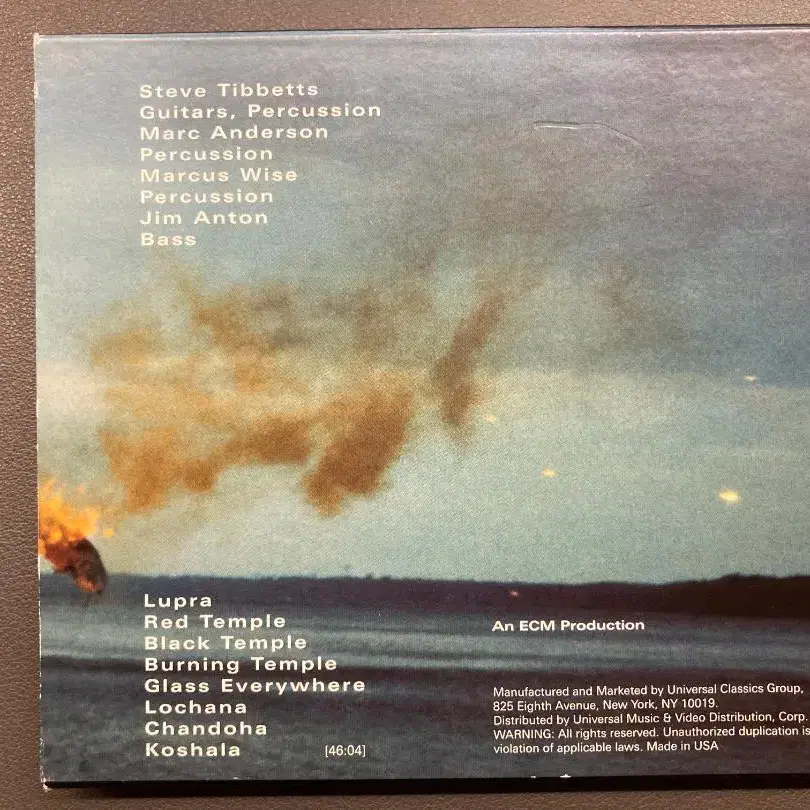 Steve Tibbetts
Guitars, Percussion
Marc Anderson
Percussion
Marcus Wise
Percussion
Jim Anton
Bass
Lupra
Red Temple
Black Temple
Burning Temple
Glass Everywhere
Lochana
Chandoha
Koshala [46:04]
An ECM Production
Manufactured and Marketed by Universal Classics Group,
825 Eighth Avenue, New York, NY 10019.
Distributed by Universal Music & Video Distribution, Corp.
WARNING: All rights reserved. Unauthorized duplication is
violation of applicable laws. Made in USA